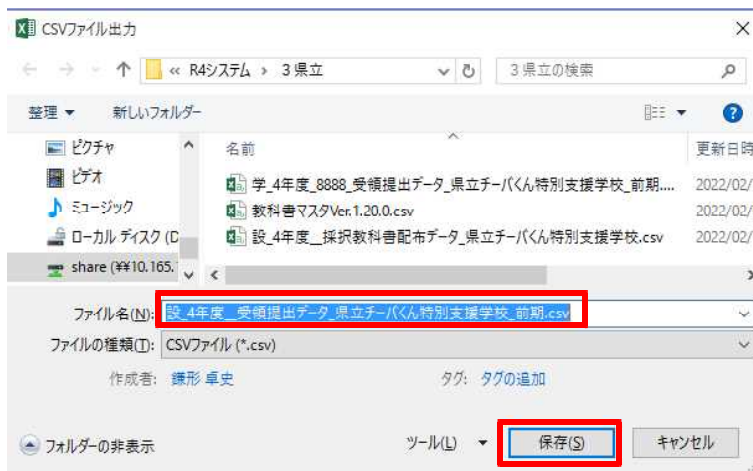 CSVファイル出力
« R4システム › 3県立
3県立の検索
整理 新しいフォルダー
名前 更新日時
ピクチャ
ビデオ
ミュージック
ローカル ディスク (C
share (¥¥10.165.
学_4年度_8888_受領提出データ_県立チーバくん特別支援学校_前期.... 2022/02/
教科書マスタVer.1.20.0.csv 2022/02/
設_4年度__採択教科書配布データ_県立チーバくん特別支援学校.csv 2022/02/
ファイル名(N): 設_4年度__受領提出データ_県立チーバくん特別支援学校_前期.csv
ファイルの種類(T): CSVファイル (*.csv)
作成者: 鎌形 卓史 タグ: タグの追加
フォルダーの非表示 ツール(L) 保存(S) キャンセル